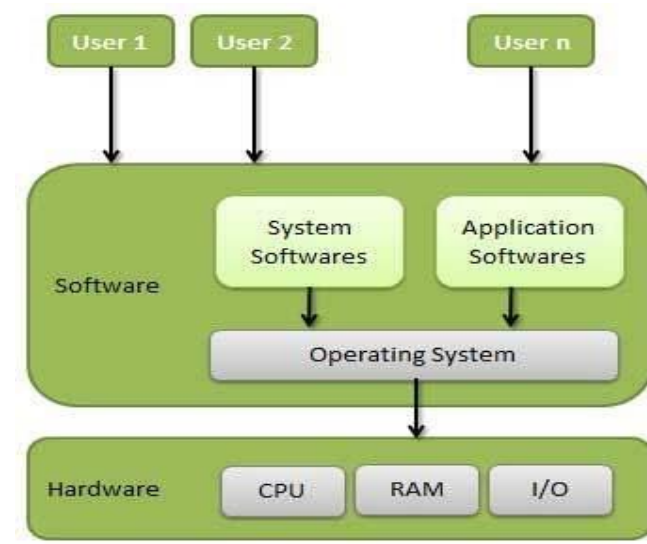 User 1
User 2
User n
System
Softwares
Application
Softwares
Software
Operating System
Hardware
CPU
RAM
I/O